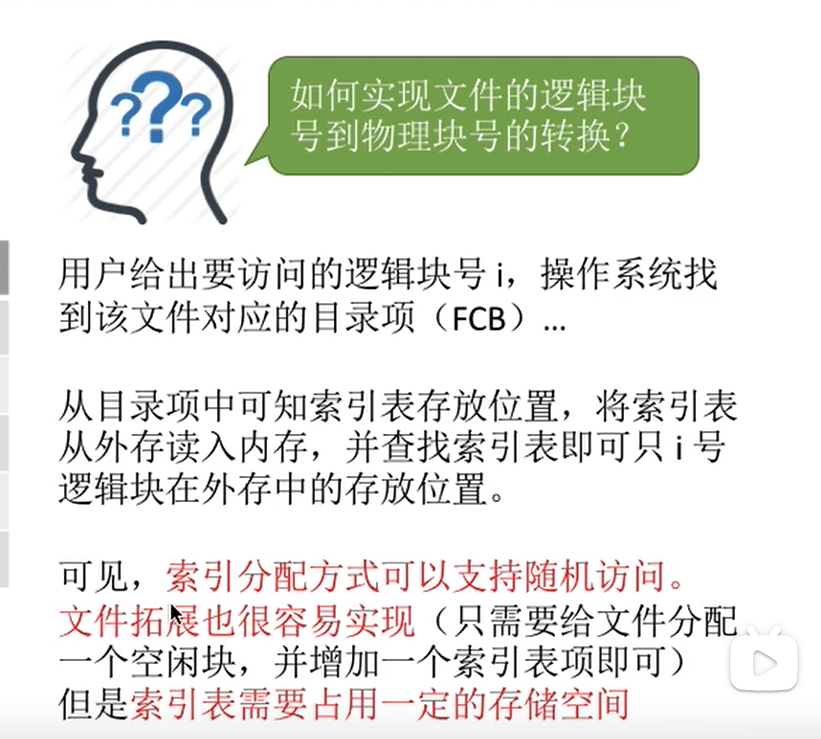 ???
如何实现文件的逻辑块
号到物理块号的转换？
用户给出要访问的逻辑块号 i，操作系统找
到该文件对应的目录项（FCB）…
从目录项中可知索引表存放位置，将索引表
从外存读入内存，并查找索引表即可只 i 号
逻辑块在外存中的存放位置。
可见，索引分配方式可以支持随机访问。
文件拓展也很容易实现（只需要给文件分配
一个空闲块，并增加一个索引表项即可）
但是索引表需要占用一定的存储空间